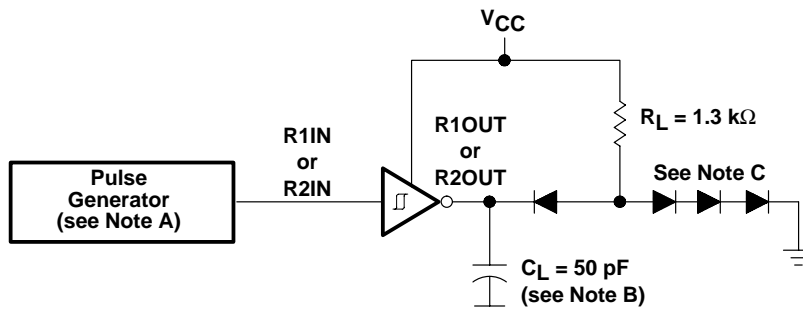 VCC
R1IN
or
R2IN
R1OUT
or
R2OUT
RL = 1.3 kΩ
See Note C
Pulse
Generator
(see Note A)
CL = 50 pF
(see Note B)